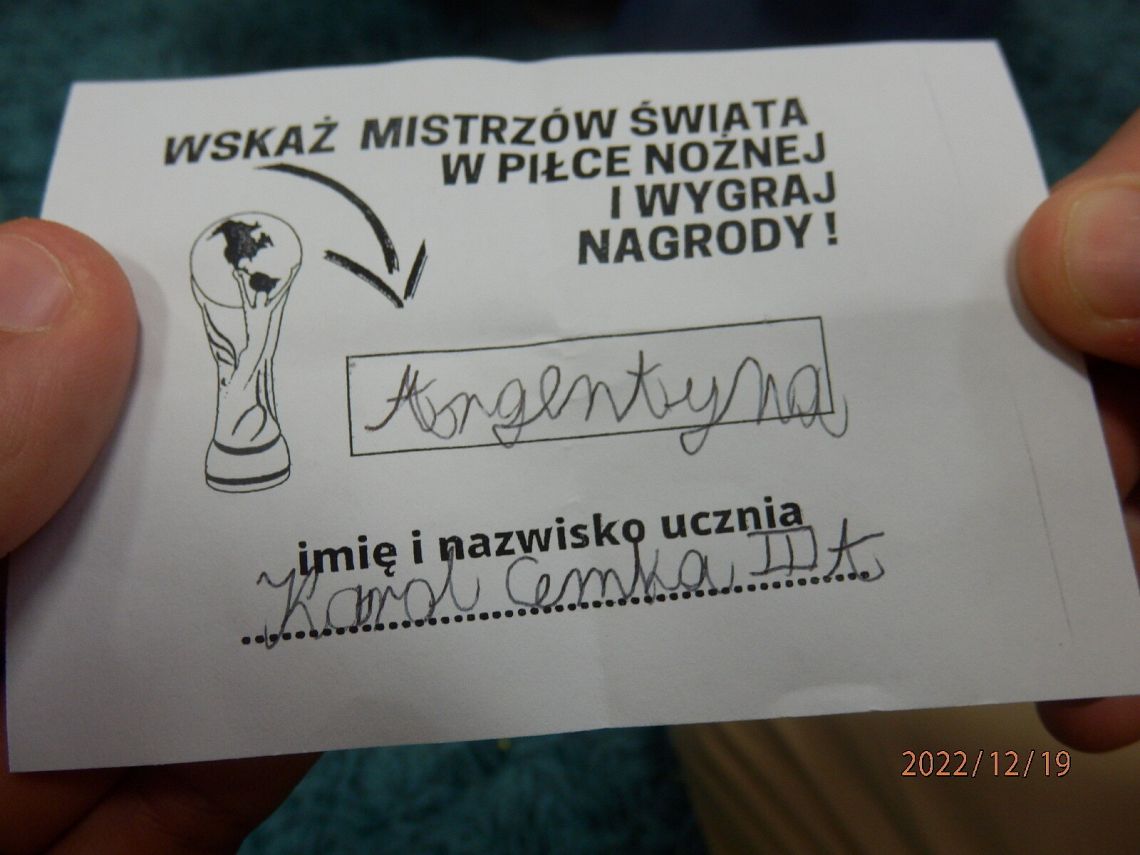 WSKAŻ MISTRZÓW ŚWIATA
W PIŁCE NOŻNEJ
I WYGRAJ
NAGRODY!
Argentyna
imię i nazwisko ucznia
Karol Cemka III A
2022/12/19